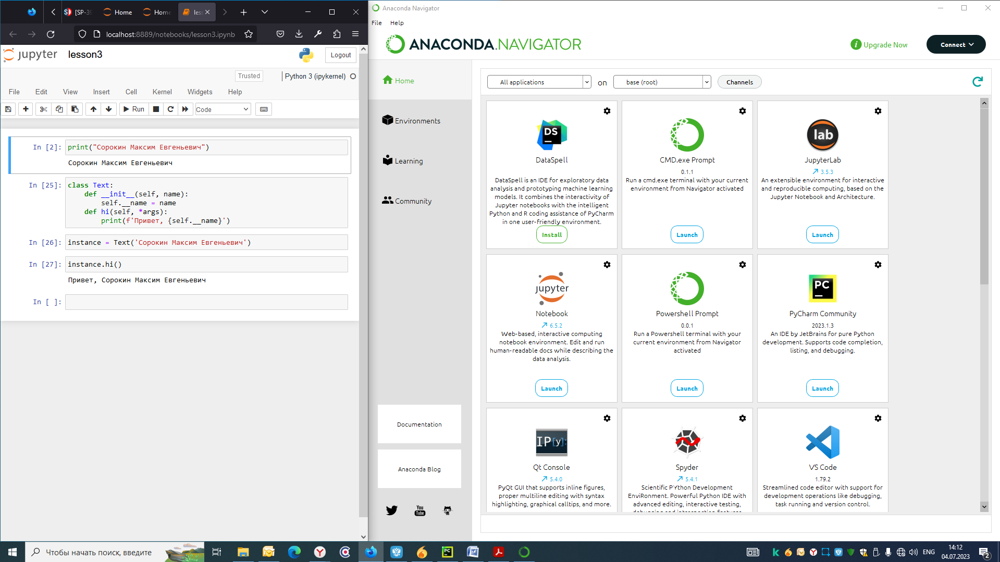 [SP-39
Home
Home
les
localhost:8889/notebooks/lesson3.ipynb
jupyter lesson3
Logout
Trusted
Python 3 (ipykernel)
File Edit View Insert Cell Kernel Widgets Help
Run
Code
In [2]: print("Сорокин Максим Евгеньевич")
Сорокин Максим Евгеньевич
In [25]: class Text:
def __init__(self, name):
self.__name = name
def hi(self, *args):
print(f'Привет, {self.__name}')
In [26]: instance = Text('Сорокин Максим Евгеньевич')
In [27]: instance.hi()
Привет, Сорокин Максим Евгеньевич
In [ ]:
Anaconda Navigator
File Help
ANACONDA.NAVIGATOR
Upgrade Now
Connect
Home
Environments
Learning
Community
Documentation
Anaconda Blog
You
Tube
All applications on base (root) Channels
DS
DataSpell
DataSpell is an IDE for exploratory data
analysis and prototyping machine learning
models. It combines the interactivity of
Jupyter notebooks with the intelligent
Python and R coding assistance of PyCharm
in one user-friendly environment.
Install
CMD.exe Prompt
0.1.1
Run a cmd.exe terminal with your current
environment from Navigator activated
Launch
lab
JupyterLab
3.5.3
An extensible environment for interactive
and reproducible computing, based on the
Jupyter Notebook and Architecture.
Launch
jupyter
Notebook
6.5.2
Web-based, interactive computing
notebook environment. Edit and run
human-readable docs while describing the
data analysis.
Launch
Powershell Prompt
0.0.1
Run a Powershell terminal with your
current environment from Navigator
activated
Launch
PC
PyCharm Community
2023.1.3
An IDE by JetBrains for pure Python
development. Supports code completion,
listing, and debugging.
Launch
IP[y]:
Qt Console
5.4.0
PyQt GUI that supports inline figures,
proper multiline editing with syntax
highlighting, graphical calltips, and more.
Spyder
5.4.1
Scientific PYthon Development
EnviRonment. Powerful Python IDE with
advanced editing, interactive testing,
debugging and introspection features
VS Code
1.79.2
Streamlined code editor with support for
development operations like debugging,
task running and version control.
Чтобы начать поиск, введите
ENG
14:12
04.07.2023
2